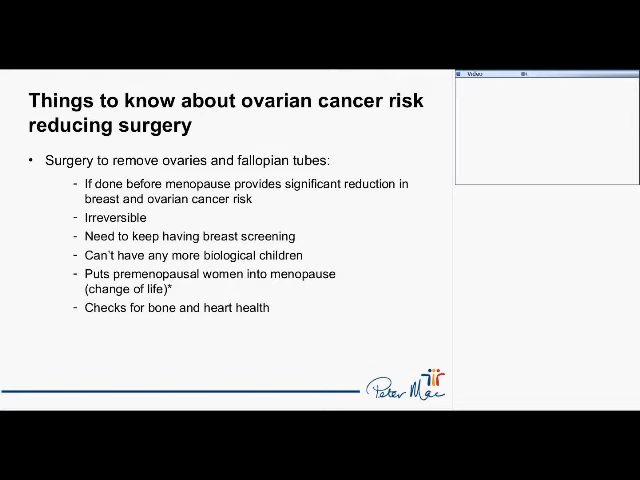 Video
Things to know about ovarian cancer risk
reducing surgery
• Surgery to remove ovaries and fallopian tubes:
- If done before menopause provides significant reduction in
breast and ovarian cancer risk
- Irreversible
- Need to keep having breast screening
- Can't have any more biological children
- Puts premenopausal women into menopause
(change of life)*
- Checks for bone and heart health
Peter Mac